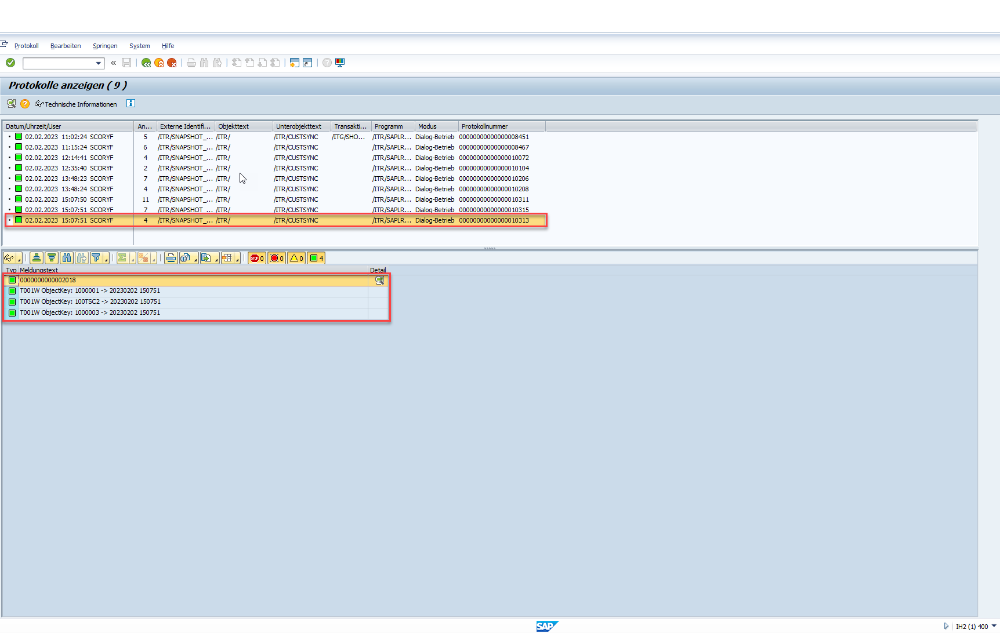 Protokoll Bearbeiten Springen System Hilfe
Protokolle anzeigen ( 9 )
Technische Informationen
Datum/Uhrzeit/User An... Externe Identifi... Objekttext Unterobjekttext Transakti... Programm Modus Protokollnummer
02.02.2023 11:02:24 SCORYF 5 /ITR/SNAPSHOT_... /ITR/ /ITR/CUSTSYNC /ITG/SHO... /ITR/SAPLR... Dialog-Betrieb 00000000000000008451
02.02.2023 11:15:24 SCORYF 6 /ITR/SNAPSHOT_... /ITR/ /ITR/CUSTSYNC /ITR/SAPLR... Dialog-Betrieb 00000000000000008467
02.02.2023 12:14:41 SCORYF 4 /ITR/SNAPSHOT_... /ITR/ /ITR/CUSTSYNC /ITR/SAPLR... Dialog-Betrieb 00000000000000010072
02.02.2023 12:35:40 SCORYF 2 /ITR/SNAPSHOT_... /ITR/ /ITR/CUSTSYNC /ITR/SAPLR... Dialog-Betrieb 00000000000000010104
02.02.2023 13:48:23 SCORYF 7 /ITR/SNAPSHOT_... /ITR/ /ITR/CUSTSYNC /ITR/SAPLR... Dialog-Betrieb 00000000000000010206
02.02.2023 13:48:24 SCORYF 4 /ITR/SNAPSHOT_... /ITR/ /ITR/CUSTSYNC /ITR/SAPLR... Dialog-Betrieb 00000000000000010208
02.02.2023 15:07:50 SCORYF 11 /ITR/SNAPSHOT_... /ITR/ /ITR/CUSTSYNC /ITR/SAPLR... Dialog-Betrieb 00000000000000010311
02.02.2023 15:07:51 SCORYF 7 /ITR/SNAPSHOT_... /ITR/ /ITR/CUSTSYNC /ITR/SAPLR... Dialog-Betrieb 00000000000000010315
02.02.2023 15:07:51 SCORYF 4 /ITR/SNAPSHOT_... /ITR/ /ITR/CUSTSYNC /ITR/SAPLR... Dialog-Betrieb 00000000000000010313
STOP 0 0 0 4
Typ Meldungstext Detail
0000000000002018
T001W ObjectKey: 1000001 -> 20230202 150751
T001W ObjectKey: 100TSC2 -> 20230202 150751
T001W ObjectKey: 1000003 -> 20230202 150751
SAP IH2 (1) 400